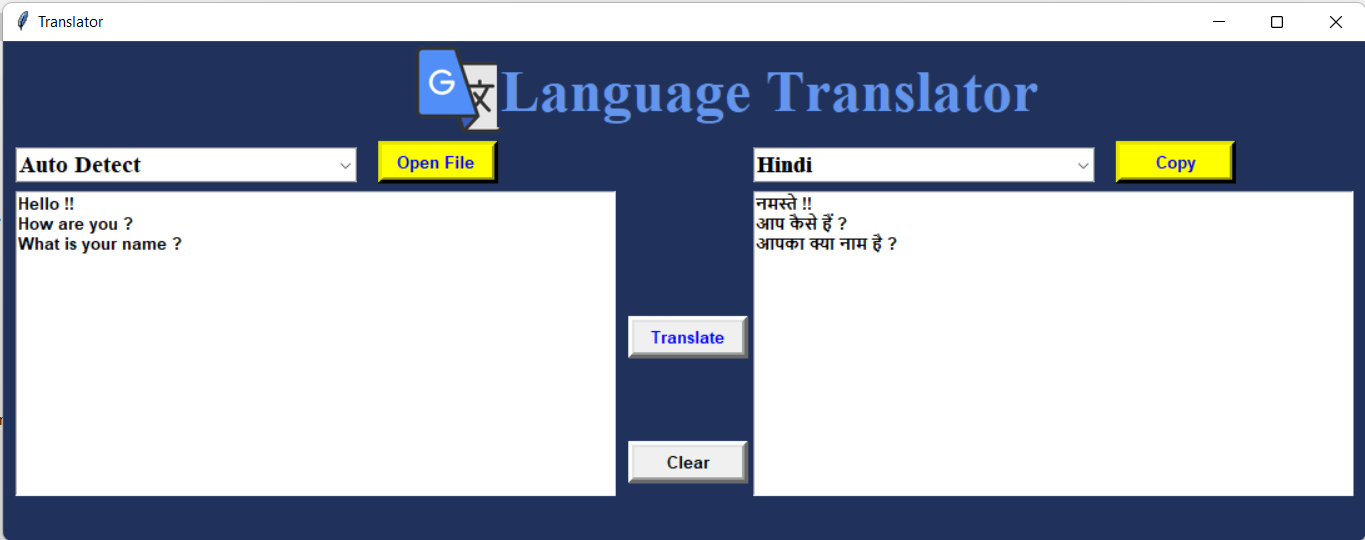 Translator
G 文 Language Translator
Auto Detect Open File Hindi Copy
Hello !!
How are you ?
What is your name ?
नमस्ते !!
आप कैसे हैं ?
आपका क्या नाम है ?
Translate
Clear